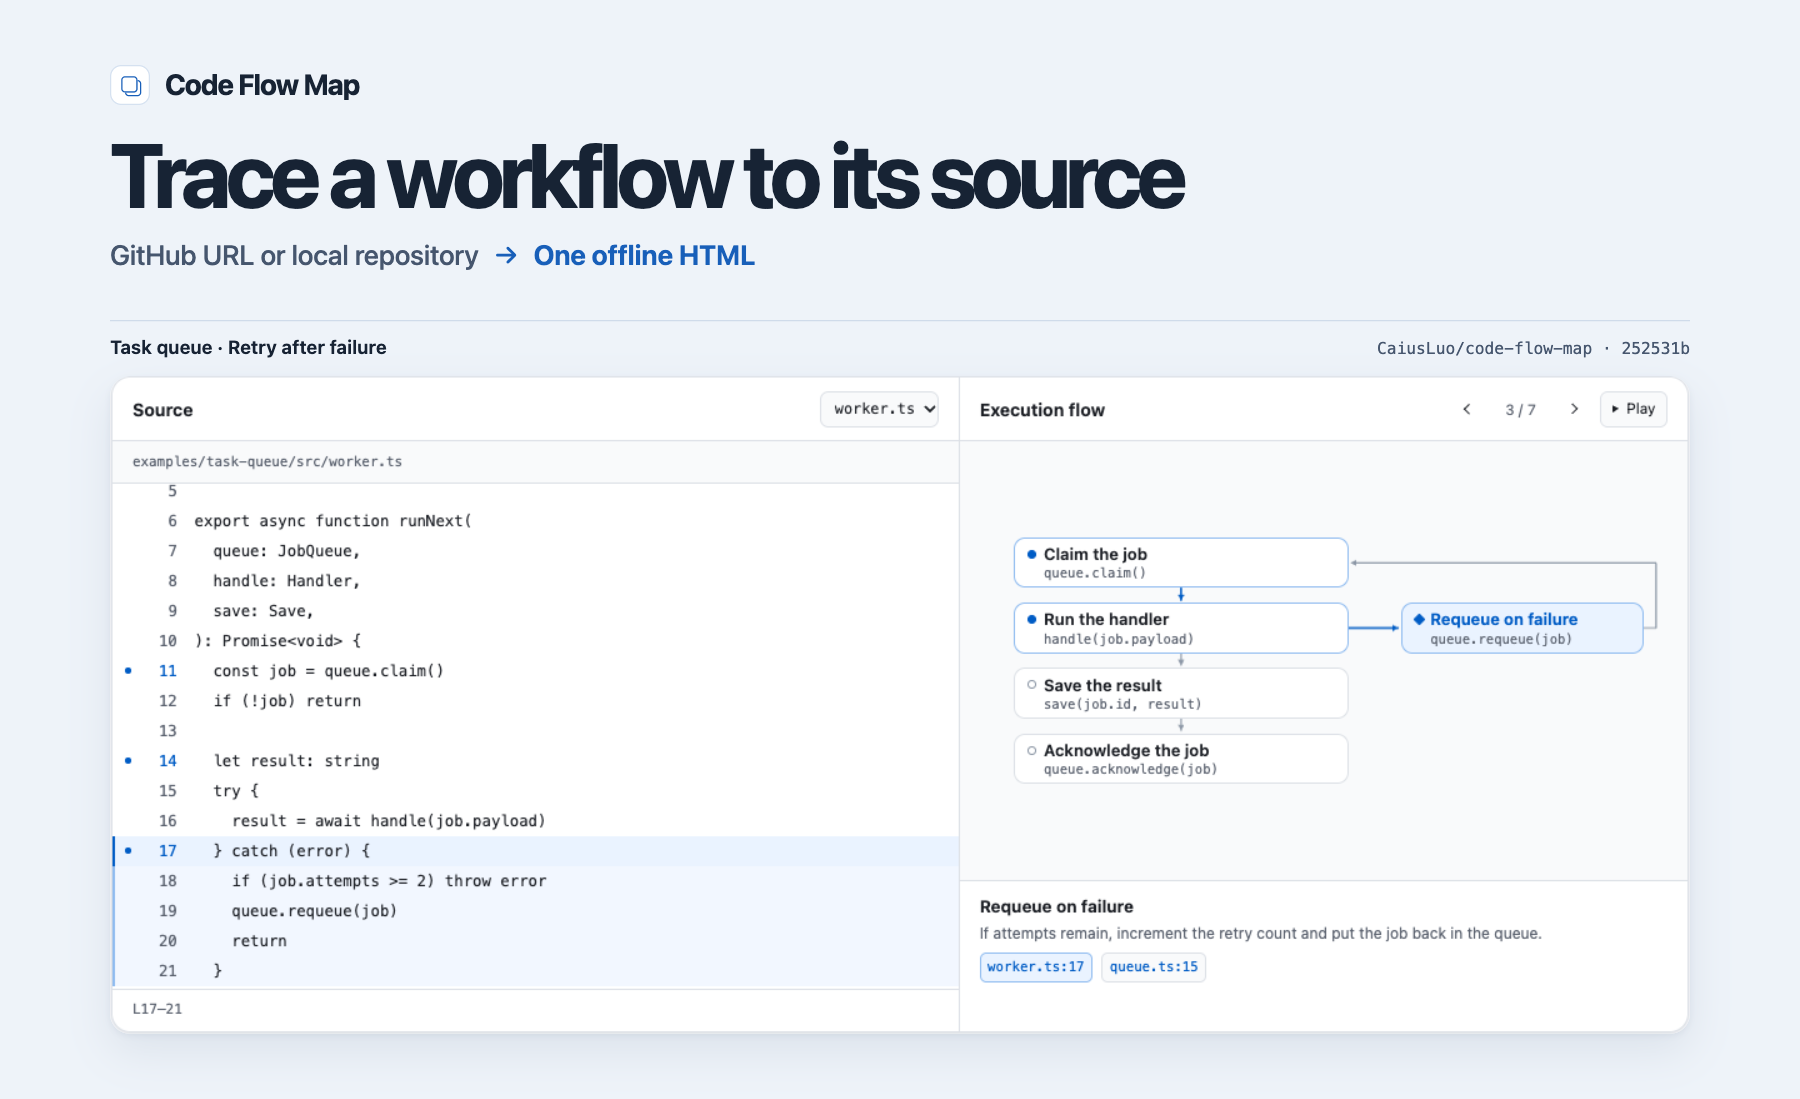 Code Flow Map
Trace a workflow to its source
GitHub URL or local repository → One offline HTML
Task queue · Retry after failure
CaiusLuo/code-flow-map · 252531b
Source
worker.ts
examples/task-queue/src/worker.ts
5
6 export async function runNext(
7   queue: JobQueue,
8   handle: Handler,
9   save: Save,
10 ): Promise<void> {
11   const job = queue.claim()
12   if (!job) return
13
14   let result: string
15   try {
16     result = await handle(job.payload)
17   } catch (error) {
18     if (job.attempts >= 2) throw error
19     queue.requeue(job)
20     return
21   }
L17–21
Execution flow
3 / 7
Play
Claim the job
queue.claim()
Run the handler
handle(job.payload)
Requeue on failure
queue.requeue(job)
Save the result
save(job.id, result)
Acknowledge the job
queue.acknowledge(job)
Requeue on failure
If attempts remain, increment the retry count and put the job back in the queue.
worker.ts:17 queue.ts:15